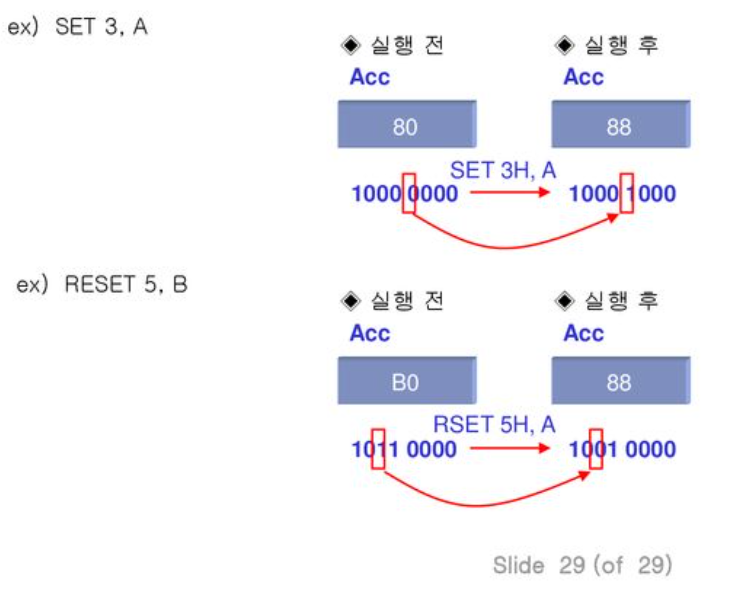 ex) SET 3, A
◈ 실행 전 ◈ 실행 후
Acc Acc
80 88
SET 3H, A
1000 0000 1000 1000
ex) RESET 5, B
◈ 실행 전 ◈ 실행 후
Acc Acc
B0 88
RSET 5H, A
1011 0000 1001 0000
Slide 29 (of 29)